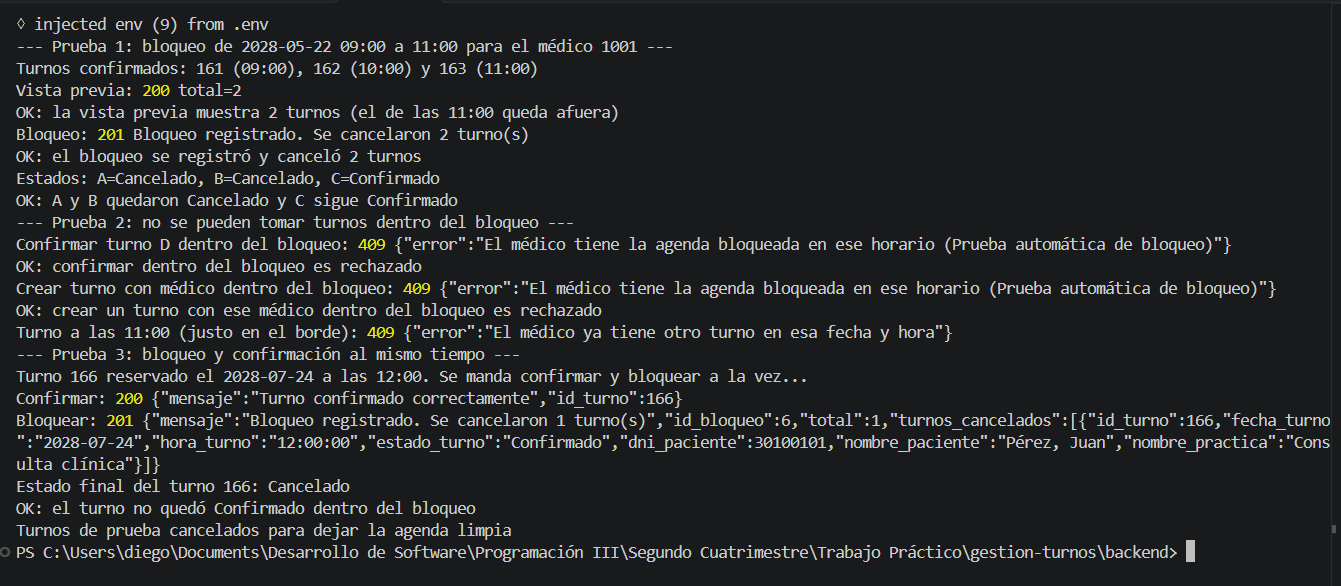 ◊ injected env (9) from .env
--- Prueba 1: bloqueo de 2028-05-22 09:00 a 11:00 para el médico 1001 ---
Turnos confirmados: 161 (09:00), 162 (10:00) y 163 (11:00)
Vista previa: 200 total=2
OK: la vista previa muestra 2 turnos (el de las 11:00 queda afuera)
Bloqueo: 201 Bloqueo registrado. Se cancelaron 2 turno(s)
OK: el bloqueo se registró y canceló 2 turnos
Estados: A=Cancelado, B=Cancelado, C=Confirmado
OK: A y B quedaron Cancelado y C sigue Confirmado
--- Prueba 2: no se pueden tomar turnos dentro del bloqueo ---
Confirmar turno D dentro del bloqueo: 409 {"error":"El médico tiene la agenda bloqueada en ese horario (Prueba automática de bloqueo)"}
OK: confirmar dentro del bloqueo es rechazado
Crear turno con médico dentro del bloqueo: 409 {"error":"El médico tiene la agenda bloqueada en ese horario (Prueba automática de bloqueo)"}
OK: crear un turno con ese médico dentro del bloqueo es rechazado
Turno a las 11:00 (justo en el borde): 409 {"error":"El médico ya tiene otro turno en esa fecha y hora"}
--- Prueba 3: bloqueo y confirmación al mismo tiempo ---
Turno 166 reservado el 2028-07-24 a las 12:00. Se manda confirmar y bloquear a la vez...
Confirmar: 200 {"mensaje":"Turno confirmado correctamente","id_turno":166}
Bloquear: 201 {"mensaje":"Bloqueo registrado. Se cancelaron 1 turno(s)","id_bloqueo":6,"total":1,"turnos_cancelados":[{"id_turno":166,"fecha_turno
":"2028-07-24","hora_turno":"12:00:00","estado_turno":"Confirmado","dni_paciente":30100101,"nombre_paciente":"Pérez, Juan","nombre_practica":"Cons
ulta clínica"}]}
Estado final del turno 166: Cancelado
OK: el turno no quedó Confirmado dentro del bloqueo
Turnos de prueba cancelados para dejar la agenda limpia
PS C:\Users\diego\Documents\Desarrollo de Software\Programación III\Segundo Cuatrimestre\Trabajo Práctico\gestion-turnos\backend>